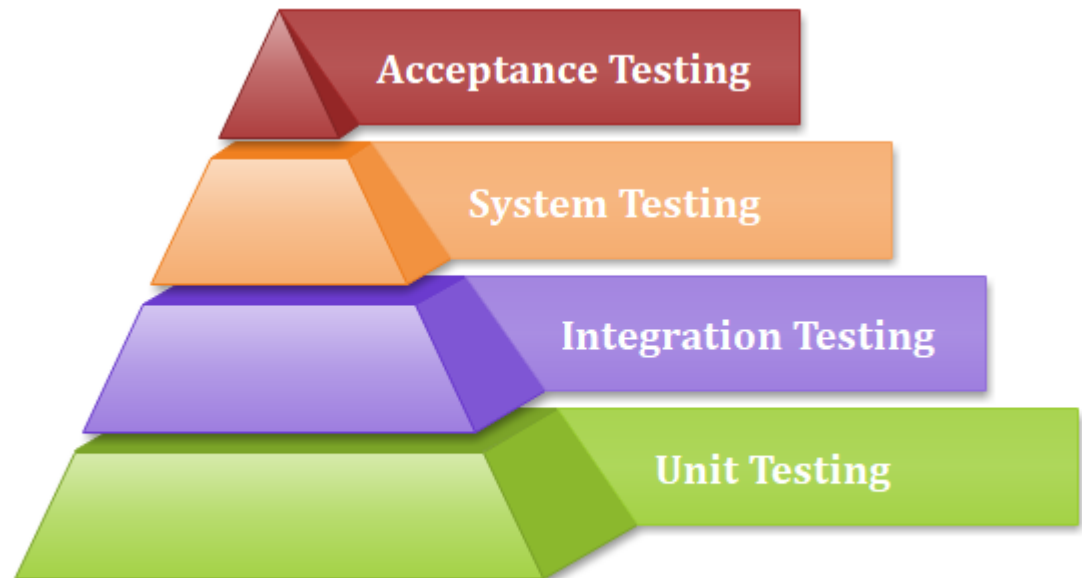 Acceptance Testing
System Testing
Integration Testing
Unit Testing